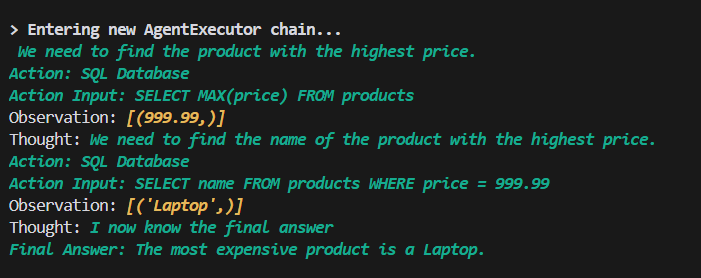 > Entering new AgentExecutor chain...
We need to find the product with the highest price.
Action: SQL Database
Action Input: SELECT MAX(price) FROM products
Observation: [(999.99,)]
Thought: We need to find the name of the product with the highest price.
Action: SQL Database
Action Input: SELECT name FROM products WHERE price = 999.99
Observation: [('Laptop',)]
Thought: I now know the final answer
Final Answer: The most expensive product is a Laptop.